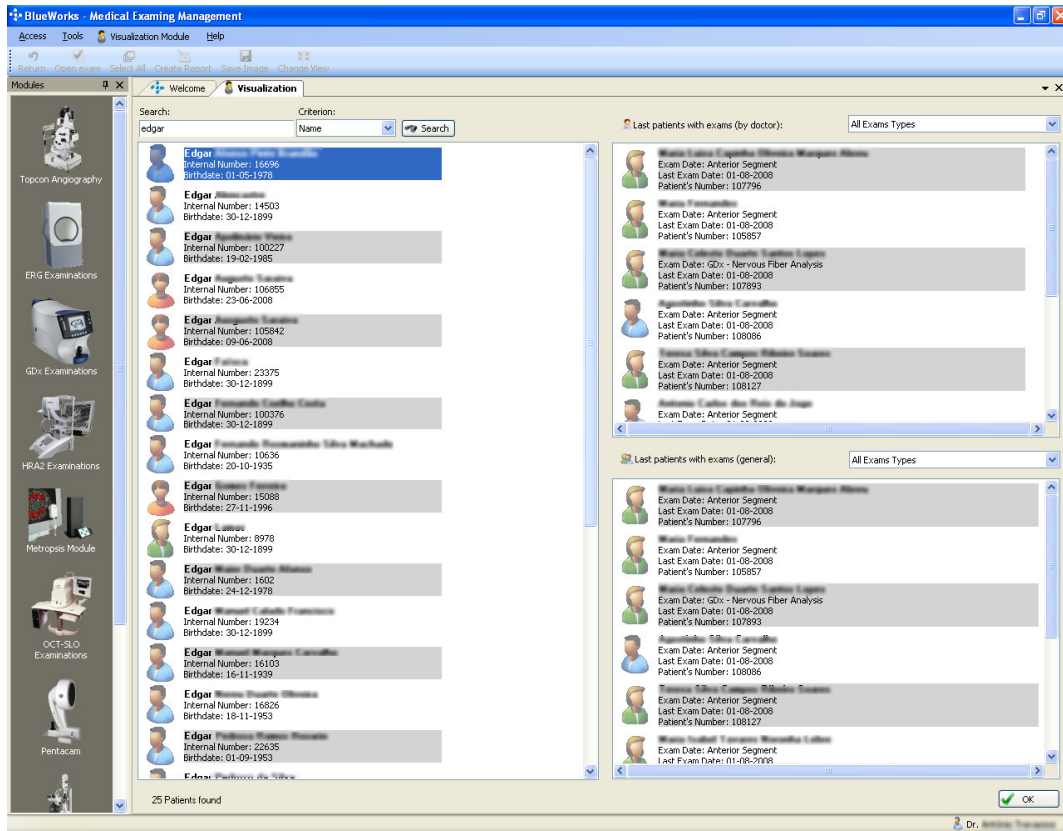 BlueWorks - Medical Examing Management
Access Tools Visualization Module Help
Return Open exam Select All Create Report Save Image Change View
Modules
Welcome Visualization
Topcon Angiography
ERG Examinations
GDx Examinations
HRA2 Examinations
Metropsis Module
OCT-SLO
Examinations
Pentacam
Search: Criterion:
edgar Name Search
Edgar
Internal Number: 16696
Birthdate: 01-05-1978
Edgar
Internal Number: 14503
Birthdate: 30-12-1899
Edgar
Internal Number: 100227
Birthdate: 19-02-1985
Edgar
Internal Number: 106855
Birthdate: 23-06-2008
Edgar
Internal Number: 105842
Birthdate: 09-06-2008
Edgar
Internal Number: 23375
Birthdate: 30-12-1899
Edgar
Internal Number: 100376
Birthdate: 30-12-1899
Edgar
Internal Number: 10636
Birthdate: 20-10-1935
Edgar
Internal Number: 15088
Birthdate: 27-11-1996
Edgar
Internal Number: 8978
Birthdate: 30-12-1899
Edgar
Internal Number: 1602
Birthdate: 24-12-1978
Edgar
Internal Number: 19234
Birthdate: 30-12-1899
Edgar
Internal Number: 16103
Birthdate: 16-11-1939
Edgar
Internal Number: 16826
Birthdate: 18-11-1953
Edgar
Internal Number: 22635
Birthdate: 01-09-1953
Edgar
25 Patients found
Last patients with exams (by doctor): All Exams Types
Exam Date: Anterior Segment
Last Exam Date: 01-08-2008
Patient's Number: 107796
Exam Date: Anterior Segment
Last Exam Date: 01-08-2008
Patient's Number: 105857
Exam Date: GDx - Nervous Fiber Analysis
Last Exam Date: 01-08-2008
Patient's Number: 107893
Exam Date: Anterior Segment
Last Exam Date: 01-08-2008
Patient's Number: 108086
Exam Date: Anterior Segment
Last Exam Date: 01-08-2008
Patient's Number: 108127
Exam Date: Anterior Segment
Last patients with exams (general): All Exams Types
Exam Date: Anterior Segment
Last Exam Date: 01-08-2008
Patient's Number: 107796
Exam Date: Anterior Segment
Last Exam Date: 01-08-2008
Patient's Number: 105857
Exam Date: GDx - Nervous Fiber Analysis
Last Exam Date: 01-08-2008
Patient's Number: 107893
Exam Date: Anterior Segment
Last Exam Date: 01-08-2008
Patient's Number: 108086
Exam Date: Anterior Segment
Last Exam Date: 01-08-2008
Patient's Number: 108127
Exam Date: Anterior Segment
Last Exam Date: 01-08-2008
OK
Dr.